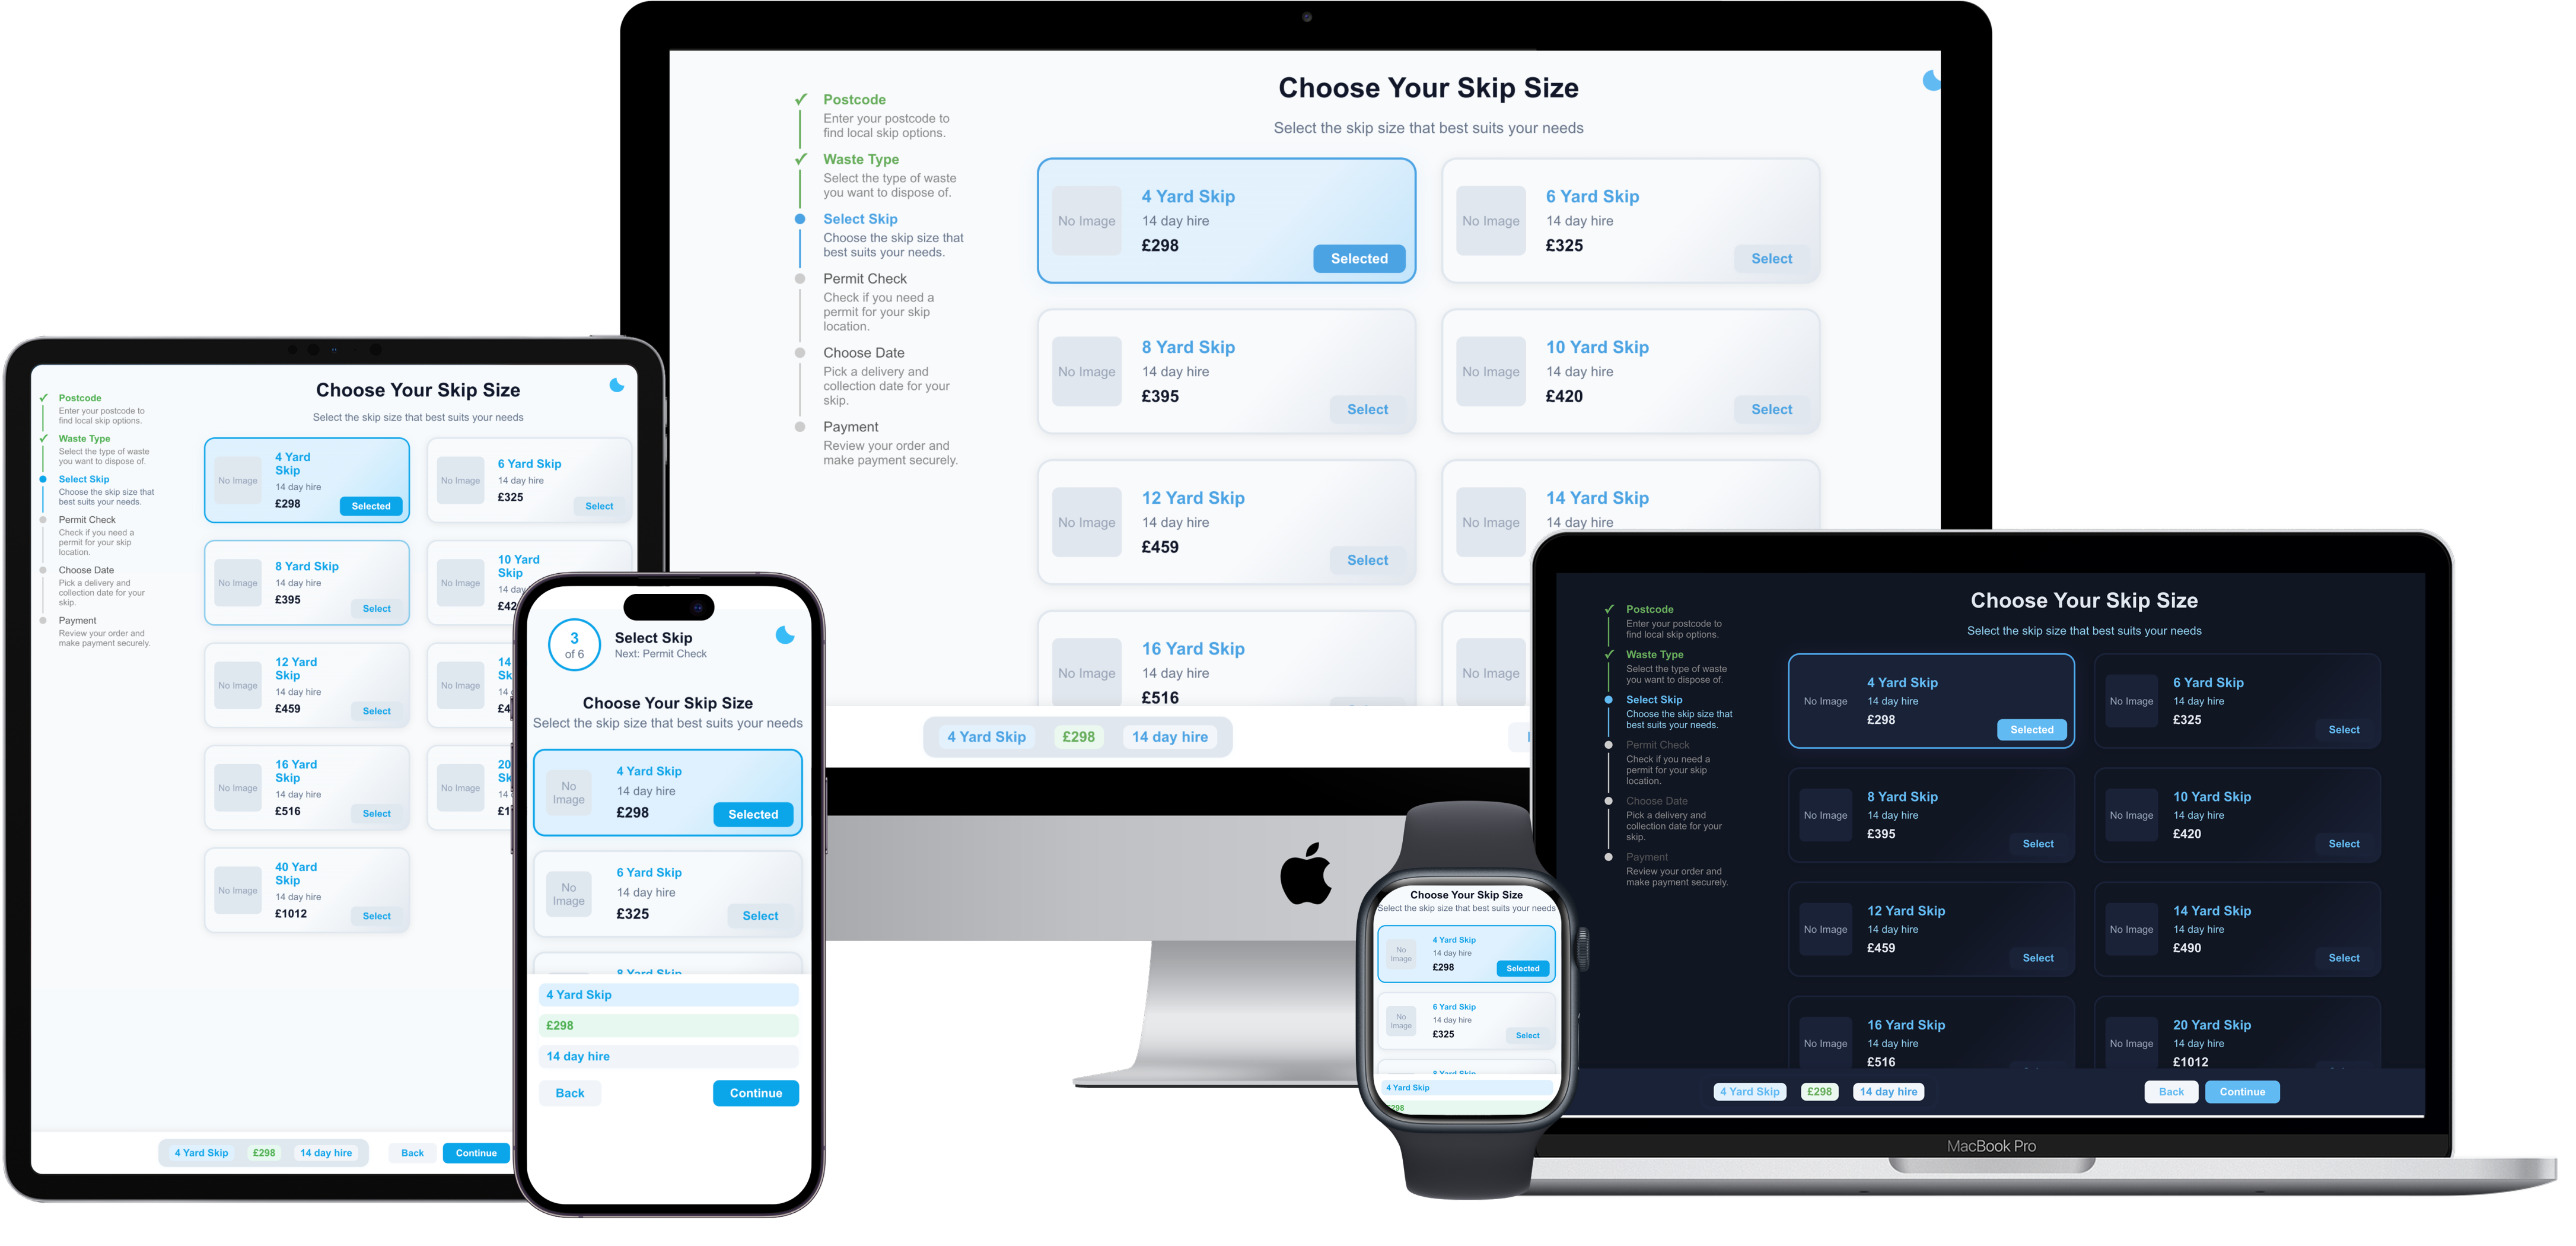 Choose Your Skip Size
Select the skip size that best suits your needs
Postcode
Enter your postcode to
find local skip options.
Waste Type
Select the type of waste
you want to dispose of.
Select Skip
Choose the skip size that
best suits your needs.
Permit Check
Check if you need a
permit for your skip
location.
Choose Date
Pick a delivery and
collection date for your
skip.
Payment
Review your order and
make payment securely.
No Image
4 Yard Skip
14 day hire
£298
Selected
No Image
6 Yard Skip
14 day hire
£325
Select
No Image
8 Yard Skip
14 day hire
£395
Select
No Image
10 Yard Skip
14 day hire
£420
Select
No Image
12 Yard Skip
14 day hire
£459
Select
No Image
14 Yard Skip
14 day hire
No Image
16 Yard Skip
14 day hire
£516
No Image
4 Yard Skip £298 14 day hire
Choose Your Skip Size
Select the skip size that best suits your needs
Postcode
Enter your postcode to
find local skip options.
Waste Type
Select the type of waste
you want to dispose of.
Select Skip
Choose the skip size that
best suits your needs.
Permit Check
Check if you need a
permit for your skip
location.
Choose Date
Pick a delivery and
collection date for your
skip.
Payment
Review your order and
make payment securely.
No Image
4 Yard
Skip
14 day hire
£298
Selected
No Image
6 Yard Skip
14 day hire
£325
Select
No Image
8 Yard Skip
14 day hire
£395
Select
No Image
10 Yard
Skip
14 day
£42
No Image
12 Yard
Skip
14 day hire
£459
Select
No Image
14
Sk
14
£4
No Image
16 Yard
Skip
14 day hire
£516
Select
No Image
20
Sk
14
£1
No Image
40 Yard
Skip
14 day hire
£1012
Select
4 Yard Skip £298 14 day hire Back Continue
3
of 6
Select Skip
Next: Permit Check
Choose Your Skip Size
Select the skip size that best suits your needs
No
Image
4 Yard Skip
14 day hire
£298
Selected
No
Image
6 Yard Skip
14 day hire
£325
Select
8 Yard Skip
4 Yard Skip
£298
14 day hire
Back Continue
Choose Your Skip Size
Select the skip size that best suits your needs
No
Image
4 Yard Skip
14 day hire
£298
Selected
No
Image
6 Yard Skip
14 day hire
£325
Select
8 Yard Skip
4 Yard Skip
£298
Choose Your Skip Size
Select the skip size that best suits your needs
Postcode
Enter your postcode to
find local skip options.
Waste Type
Select the type of waste
you want to dispose of.
Select Skip
Choose the skip size that
best suits your needs.
Permit Check
Check if you need a
permit for your skip
location.
Choose Date
Pick a delivery and
collection date for your
skip.
Payment
Review your order and
make payment securely.
No Image
4 Yard Skip
14 day hire
£298
Selected
No Image
6 Yard Skip
14 day hire
£325
Select
No Image
8 Yard Skip
14 day hire
£395
Select
No Image
10 Yard Skip
14 day hire
£420
Select
No Image
12 Yard Skip
14 day hire
£459
Select
No Image
14 Yard Skip
14 day hire
£490
Select
No Image
16 Yard Skip
14 day hire
£516
No Image
20 Yard Skip
14 day hire
£1012
4 Yard Skip £298 14 day hire Back Continue
MacBook Pro